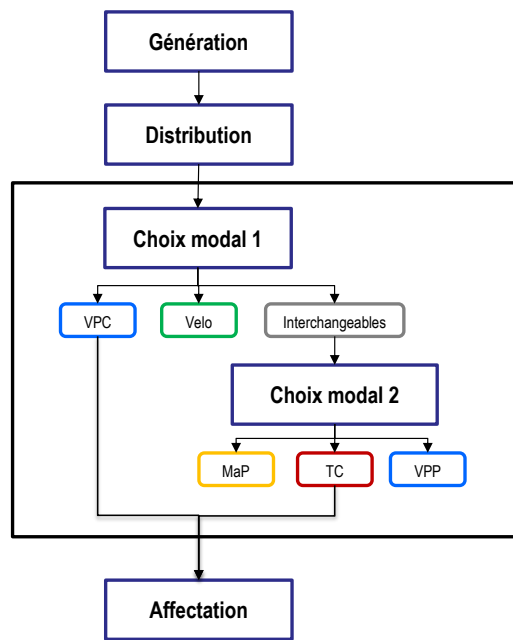 Génération
Distribution
Choix modal 1
VPC
Velo
Interchangeables
Choix modal 2
MaP
TC
VPP
Affectation